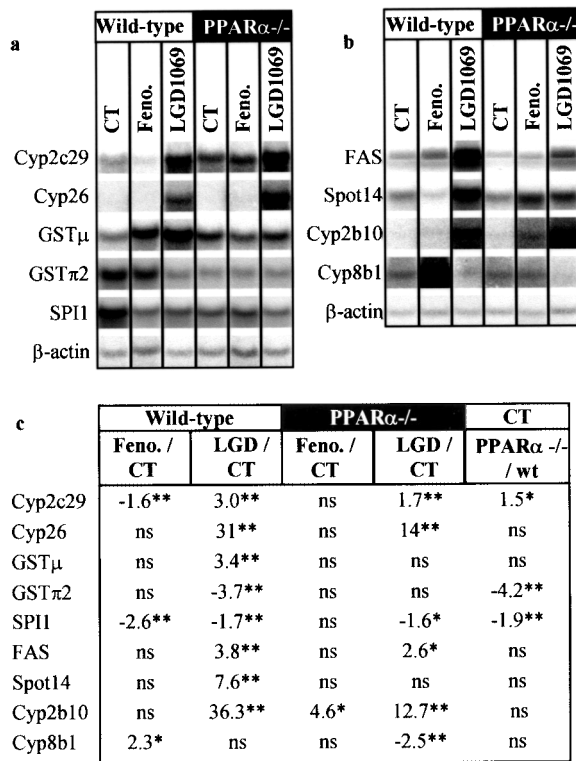 a
Wild-type PPARα-/-
CT Feno. LGD1069 CT Feno. LGD1069
Cyp2c29
Cyp26
GSTµ
GSTπ2
SPI1
β-actin
b
Wild-type PPARα-/-
CT Feno. LGD1069 CT Feno. LGD1069
FAS
Spot14
Cyp2b10
Cyp8b1
β-actin
c
Wild-type PPARα-/- CT
Feno. / CT LGD / CT Feno. / CT LGD / CT PPARα -/- / wt
Cyp2c29 -1.6** 3.0** ns 1.7** 1.5*
Cyp26 ns 31** ns 14** ns
GSTµ ns 3.4** ns ns ns
GSTπ2 ns -3.7** ns ns -4.2**
SPI1 -2.6** -1.7** ns -1.6* -1.9**
FAS ns 3.8** ns 2.6* ns
Spot14 ns 7.6** ns ns ns
Cyp2b10 ns 36.3** 4.6* 12.7** ns
Cyp8b1 2.3* ns ns -2.5** ns